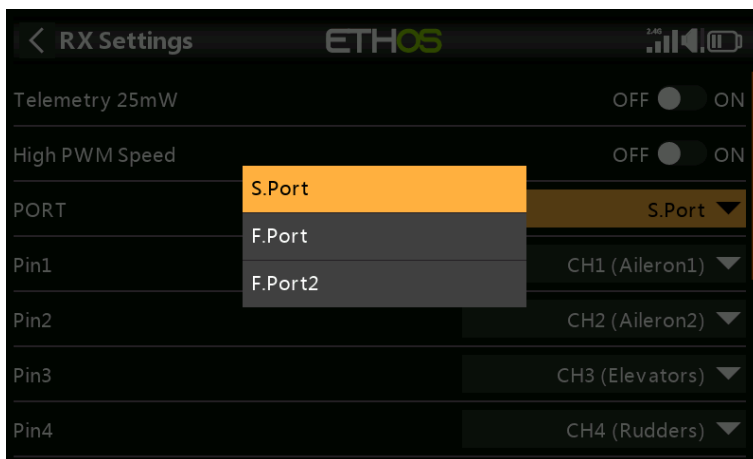 RX Settings ETHOS 2.4G
Telemetry 25mW OFF ON
High PWM Speed OFF ON
PORT S.Port
S.Port
F.Port
F.Port2
Pin1 CH1 (Aileron1)
Pin2 CH2 (Aileron2)
Pin3 CH3 (Elevators)
Pin4 CH4 (Rudders)